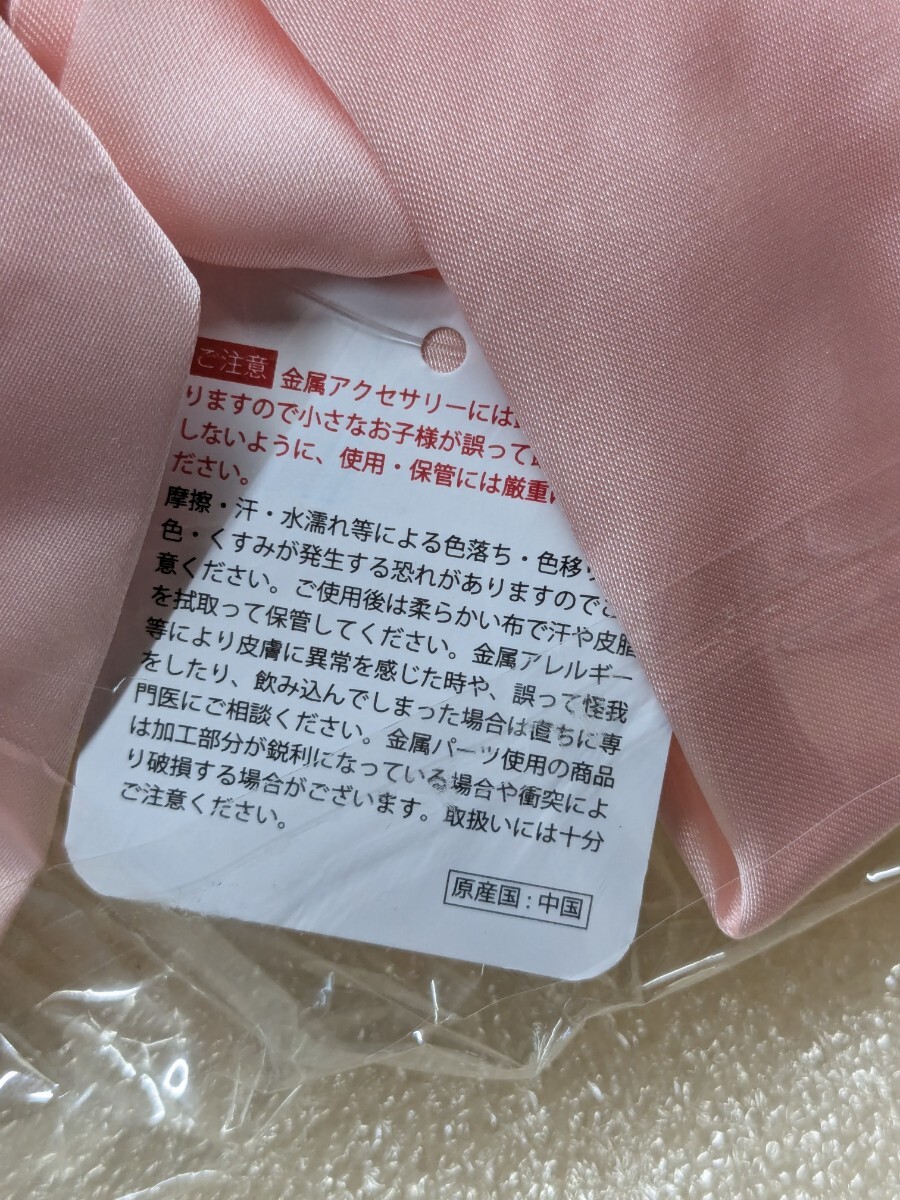 ご注意 金属アクセサリーには
りますので小さなお子様が誤って
しないように、使用・保管には厳重
ださい。
摩擦・汗・水濡れ等による色落ち・色移
色・くすみが発生する恐れがありますのでご
意ください。ご使用後は柔らかい布で汗や皮脂
を拭取って保管してください。金属アレルギー
等により皮膚に異常を感じた時や、誤って怪我
をしたり、飲み込んでしまった場合は直ちに専
門医にご相談ください。金属パーツ使用の商品
は加工部分が鋭利になっている場合や衝突によ
り破損する場合がございます。取扱いには十分
ご注意ください。
原産国:中国